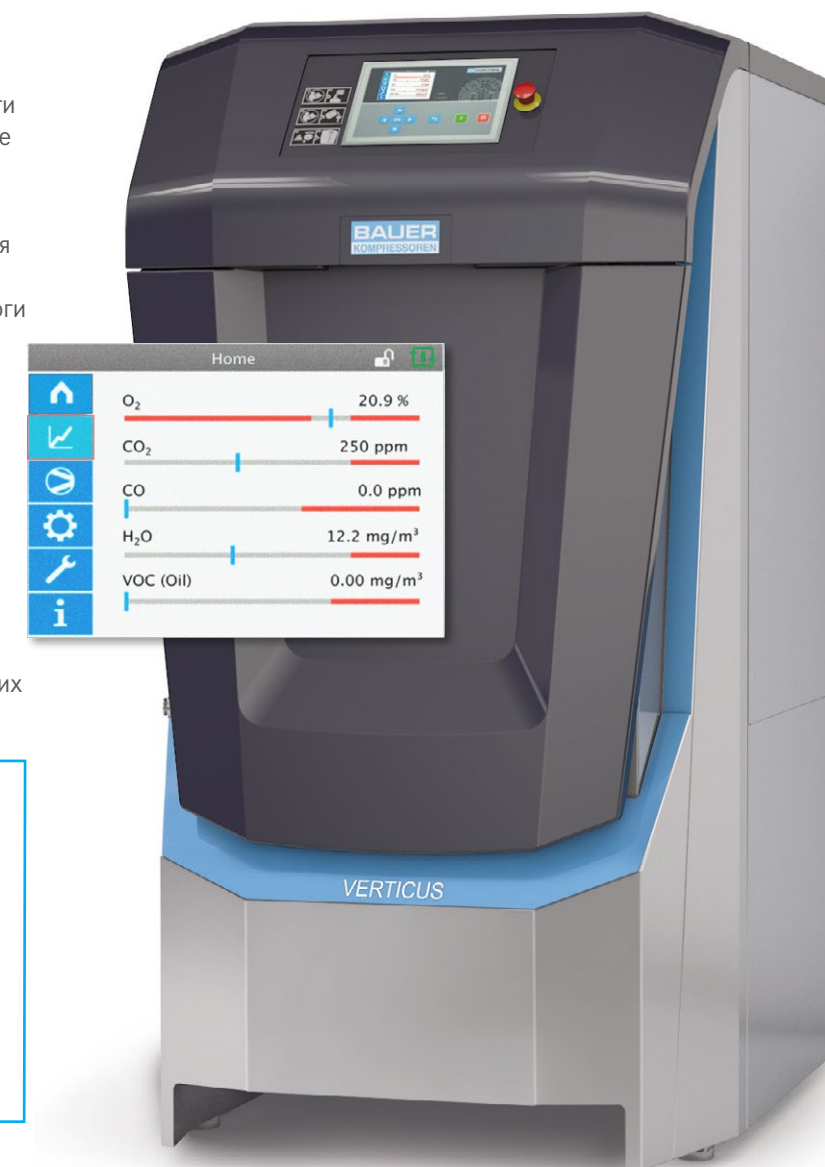 ги
е
я
оги
их
BAUER
KOMPRESSOREN
Home
O₂ 20.9 %
CO₂ 250 ppm
CO 0.0 ppm
H₂O 12.2 mg/m³
VOC (Oil) 0.00 mg/m³
i
VERTICUS